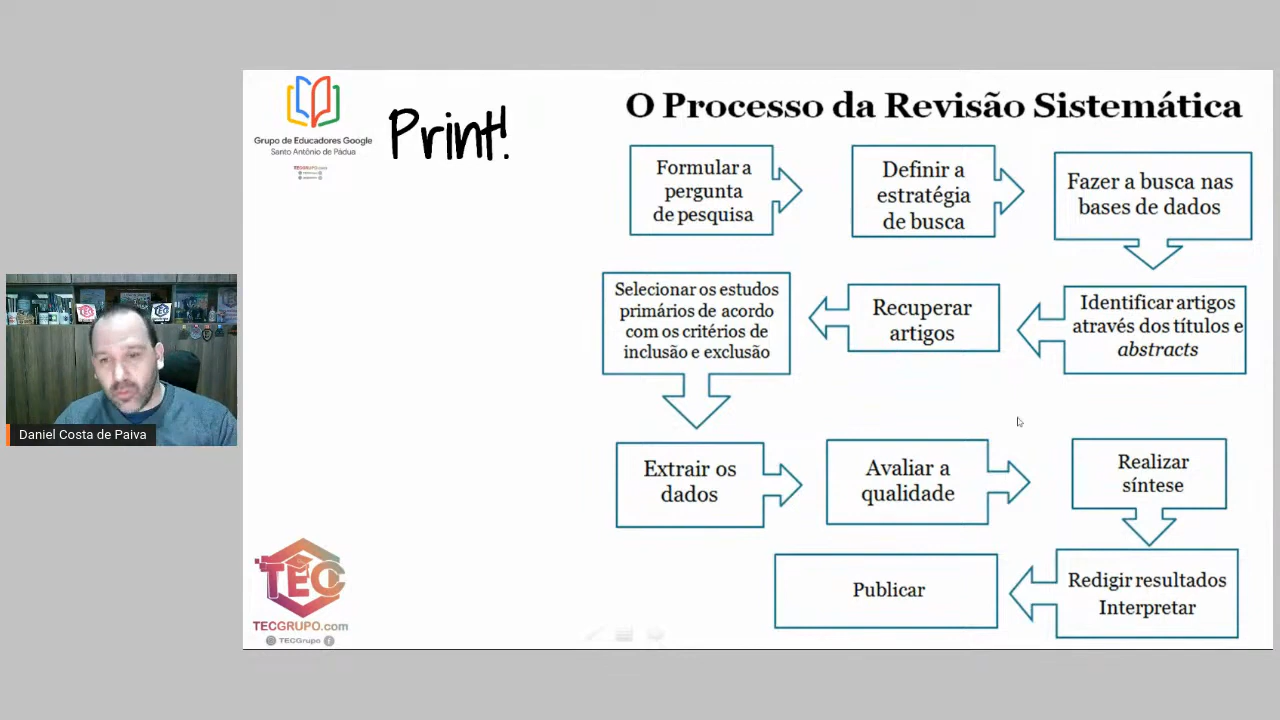 Grupo de Educadores Google
Santo Antônio de Pádua
TECGRUPO.com
Print!
O Processo da Revisão Sistemática
Formular a
pergunta
de pesquisa
Definir a
estratégia
de busca
Fazer a busca nas
bases de dados
Identificar artigos
através dos títulos e
abstracts
Recuperar
artigos
Selecionar os estudos
primários de acordo
com os critérios de
inclusão e exclusão
Extrair os
dados
Avaliar a
qualidade
Realizar
síntese
Redigir resultados
Interpretar
Publicar
Daniel Costa de Paiva
TEC
TECGRUPO.com
TECGrupo